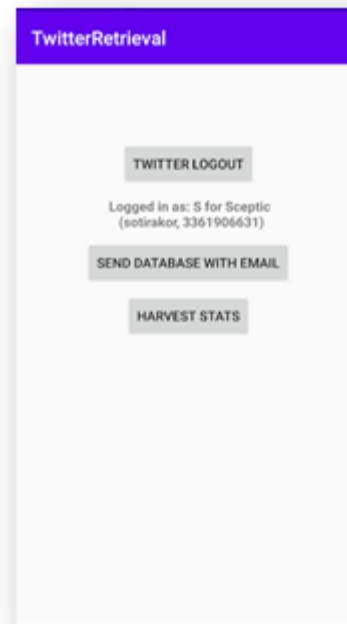 TwitterRetrieval
TWITTER LOGOUT
Logged in as: S for Sceptic
(sotirakor, 3361906631)
SEND DATABASE WITH EMAIL
HARVEST STATS